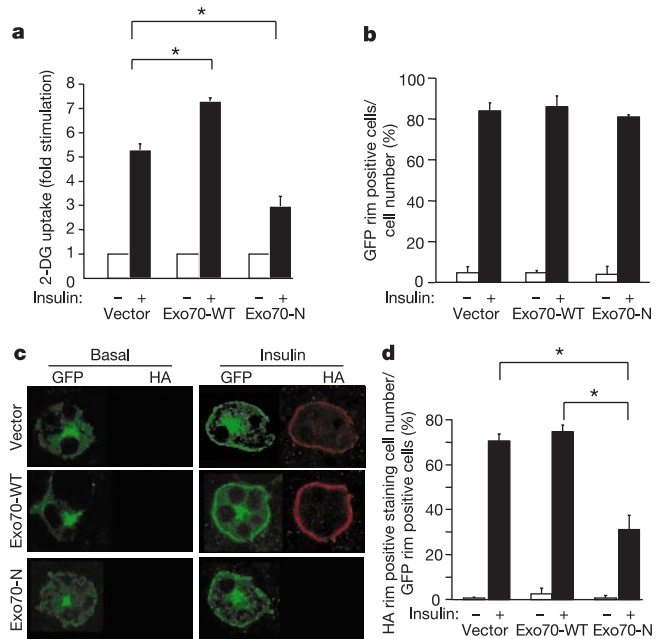 a
*
*
2-DG uptake (fold stimulation)
8
7
6
5
4
3
2
1
Insulin: – + – + – +
Vector Exo70-WT Exo70-N
b
GFP rim positive cells/
cell number (%)
100
80
60
40
20
0
Insulin: – + – + – +
Vector Exo70-WT Exo70-N
c
Basal Insulin
GFP HA GFP HA
Vector
Exo70-WT
Exo70-N
d
*
*
HA rim positive staining cell number/
GFP rim positive cells (%)
80
60
40
20
0
Insulin: – + – + – +
Vector Exo70-WT Exo70-N